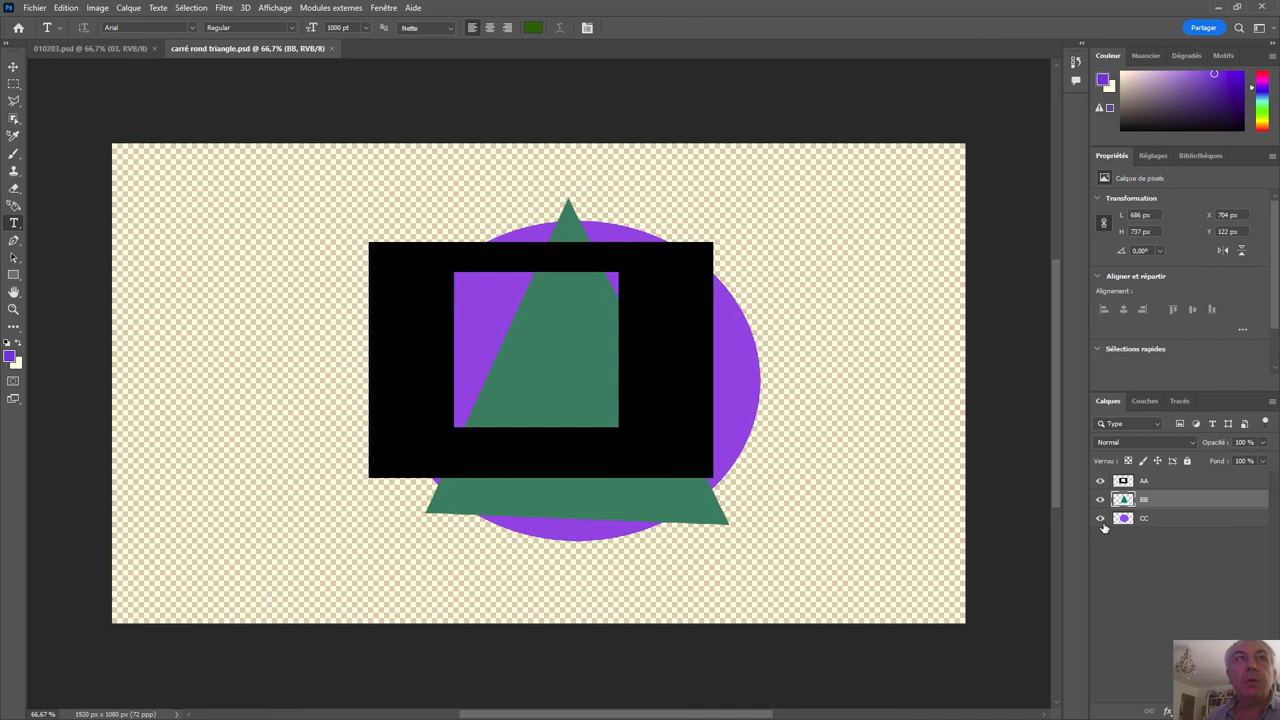 Ps Fichier Edition Image Calque Texte Sélection Filtre 3D Affichage Modules externes Fenêtre Aide
T Arial Regular 1000 pt aa Nette Partager
010203.psd @ 66,7% (03, RVB/8) × carré rond triangle.psd @ 66,7% (BB, RVB/8) ×
Couleur Nuancier Dégradés Motifs
Propriétés Réglages Bibliothèques
Calque de pixels
Transformation
L 686 px X 704 px
H 737 px Y 122 px
0,00°
Aligner et répartir
Alignement :
Sélections rapides
Calques Couches Tracés
Type
Normal Opacité : 100 %
Verrou : Fond : 100 %
AA
BB
CC
fx
66,67 % 1920 px x 1080 px (72 ppp)